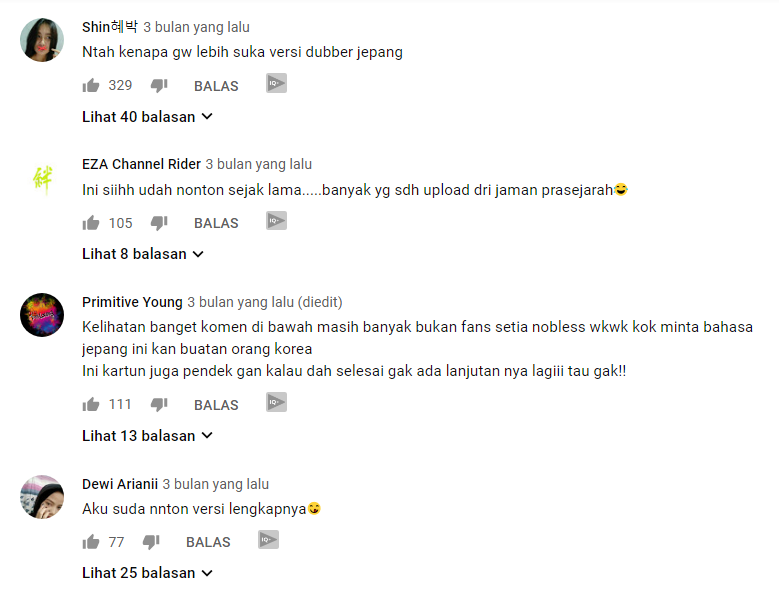 Shin혜박 3 bulan yang lalu
Ntah kenapa gw lebih suka versi dubber jepang
329 BALAS IQ
Lihat 40 balasan
EZA Channel Rider 3 bulan yang lalu
絆
Ini siihh udah nonton sejak lama.....banyak yg sdh upload dri jaman prasejarah😂
105 BALAS IQ
Lihat 8 balasan
Primitive Young 3 bulan yang lalu (diedit)
Kelihatan banget komen di bawah masih banyak bukan fans setia nobless wkwk kok minta bahasa
jepang ini kan buatan orang korea
Ini kartun juga pendek gan kalau dah selesai gak ada lanjutan nya lagiii tau gak!!
111 BALAS IQ
Lihat 13 balasan
Dewi Arianii 3 bulan yang lalu
Aku suda nnton versi lengkapnya😜
77 BALAS IQ
Lihat 25 balasan